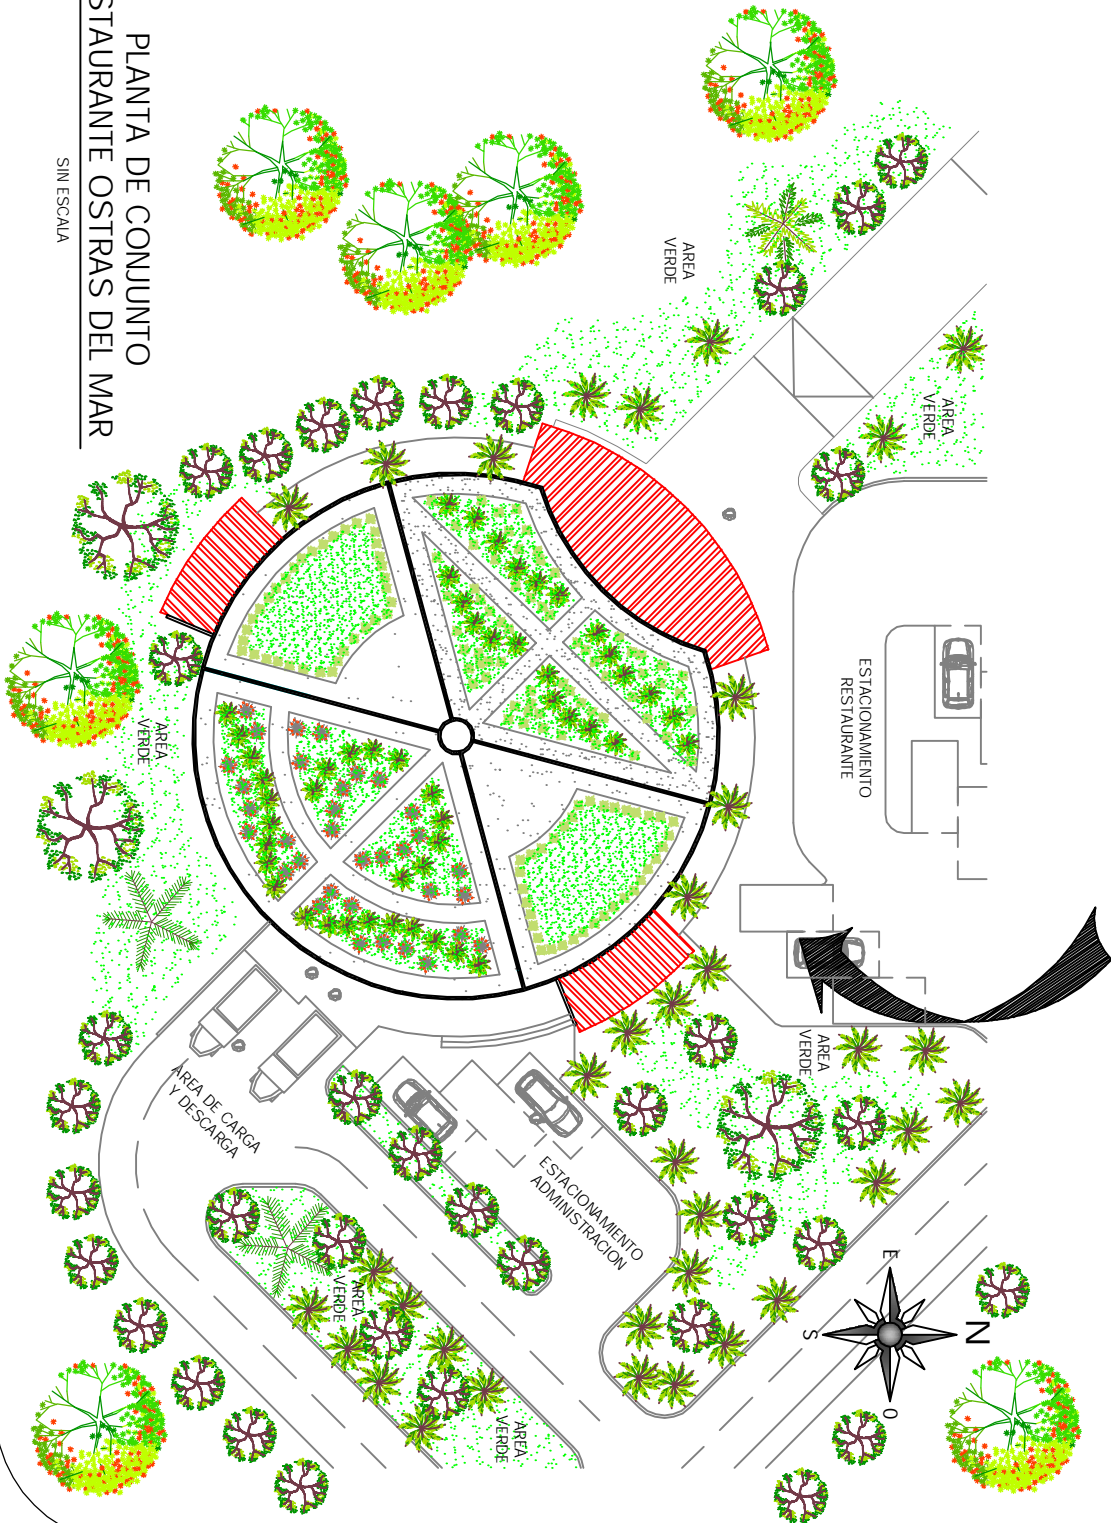 PLANTA DE CONJUNTO
STAURANTE OSTRAS DEL MAR
SIN ESCALA
AREA
VERDE
AREA
VERDE
ESTACIONAMIENTO
RESTAURANTE
AREA
VERDE
AREA
VERDE
AREA DE CARGA
Y DESCARGA
ESTACIONAMIENTO
ADMINISTRACION
AREA
VERDE
AREA
VERDE
E
N
S
O